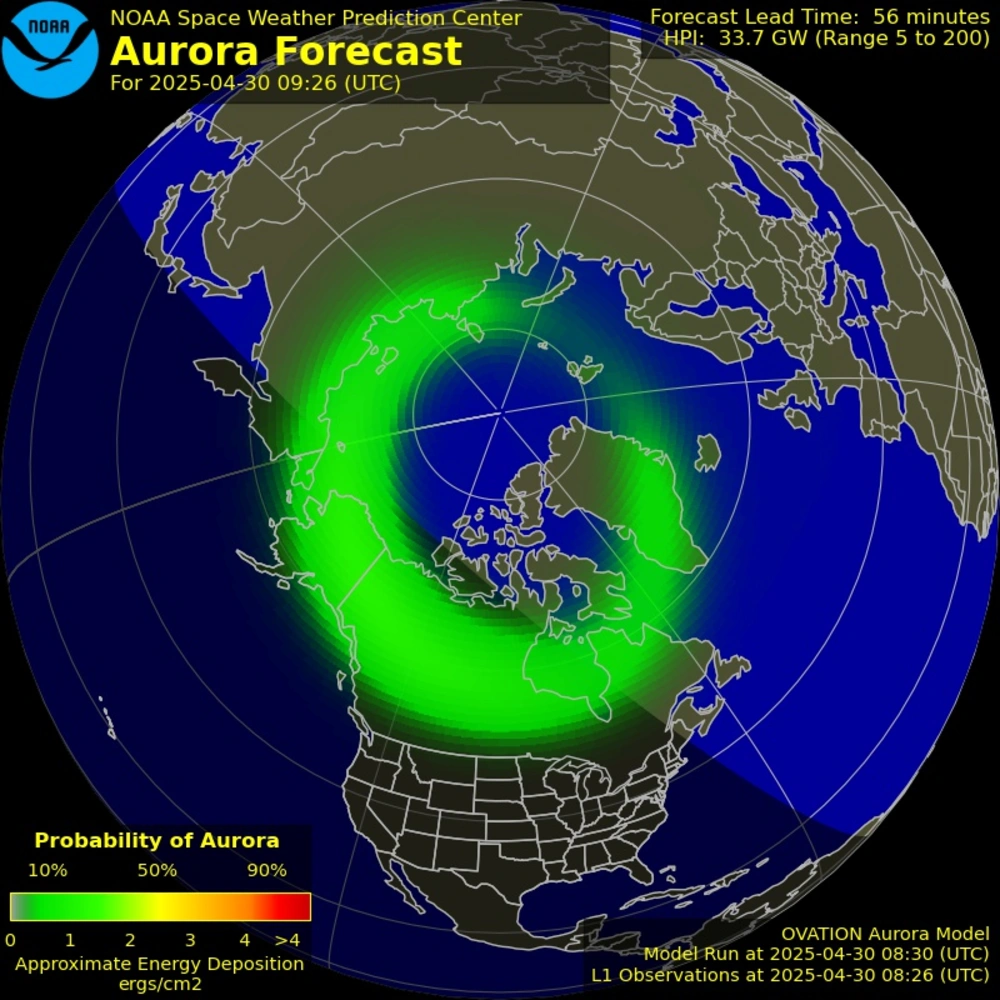 NOAA
NOAA Space Weather Prediction Center
Aurora Forecast
For 2025-04-30 09:26 (UTC)
Forecast Lead Time: 56 minutes
HPI: 33.7 GW (Range 5 to 200)
Probability of Aurora
10% 50% 90%
0 1 2 3 4 >4
Approximate Energy Deposition
ergs/cm2
OVATION Aurora Model
Model Run at 2025-04-30 08:30 (UTC)
L1 Observations at 2025-04-30 08:26 (UTC)